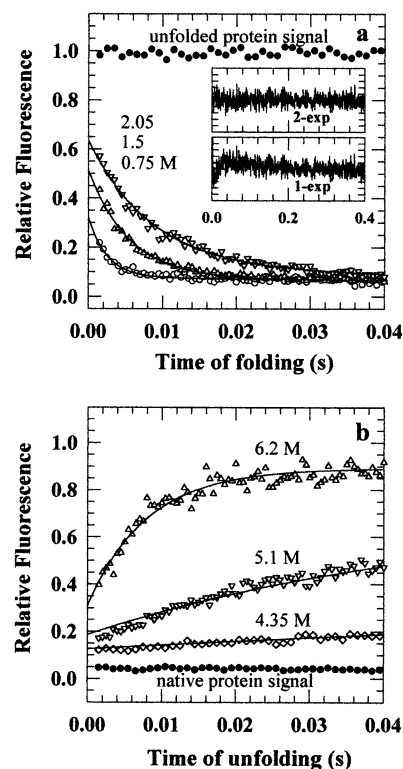 unfolded protein signal
a
1.0
0.8
0.6
0.4
0.2
0.0
Relative Fluorescence
2.05
1.5
0.75 M
2-exp
1-exp
0.0 0.2 0.4
0.00 0.01 0.02 0.03 0.04
Time of folding (s)
b
1.0
0.8
0.6
0.4
0.2
0.0
Relative Fluorescence
6.2 M
5.1 M
4.35 M
native protein signal
0.00 0.01 0.02 0.03 0.04
Time of unfolding (s)